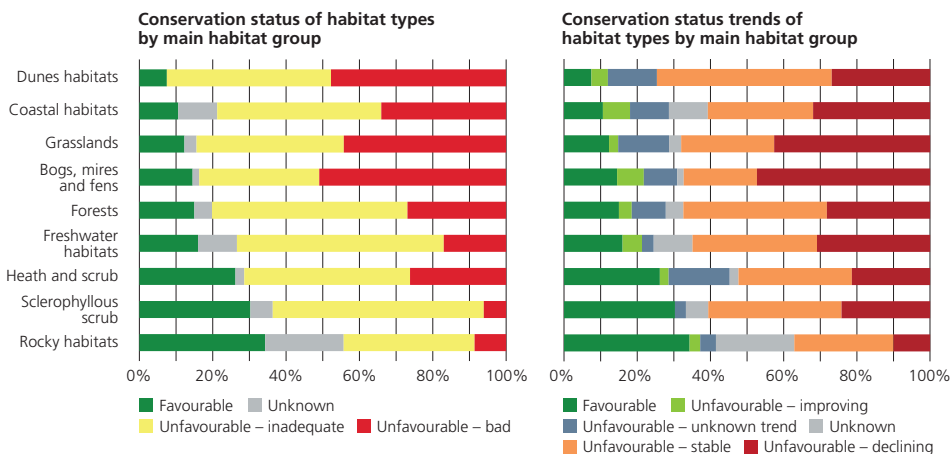 Conservation status of habitat types
by main habitat group
Dunes habitats
Coastal habitats
Grasslands
Bogs, mires
and fens
Forests
Freshwater
habitats
Heath and scrub
Sclerophyllous
scrub
Rocky habitats
0% 20% 40% 60% 80% 100%
Favourable Unknown
Unfavourable – inadequate Unfavourable – bad
Conservation status trends of
habitat types by main habitat group
0% 20% 40% 60% 80% 100%
Favourable Unfavourable – improving
Unfavourable – unknown trend Unknown
Unfavourable – stable Unfavourable – declining